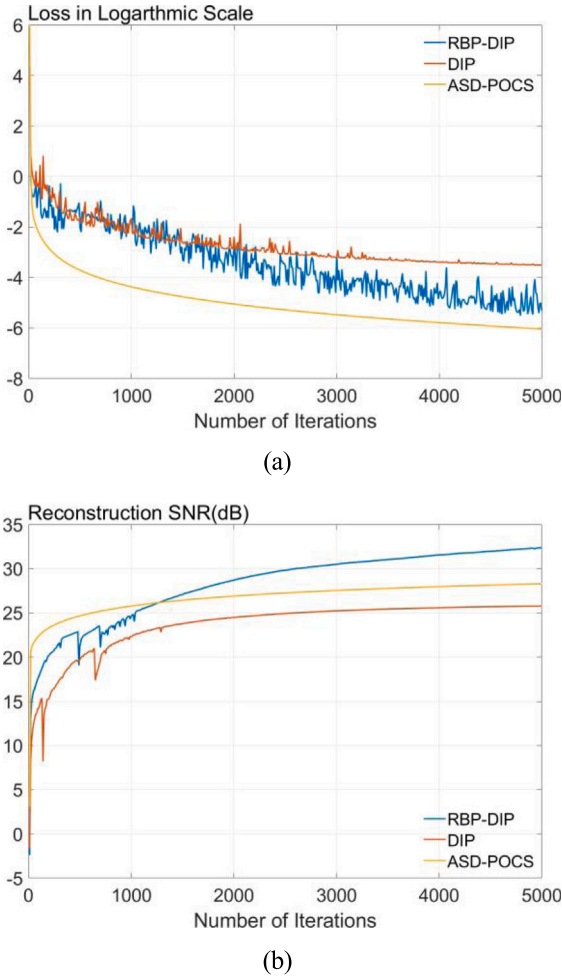 Loss in Logarthmic Scale
6
4
2
0
-2
-4
-6
-8
RBP-DIP
DIP
ASD-POCS
0 1000 2000 3000 4000 5000
Number of Iterations
(a)
Reconstruction SNR(dB)
35
30
25
20
15
10
5
0
-5
RBP-DIP
DIP
ASD-POCS
0 1000 2000 3000 4000 5000
Number of Iterations
(b)